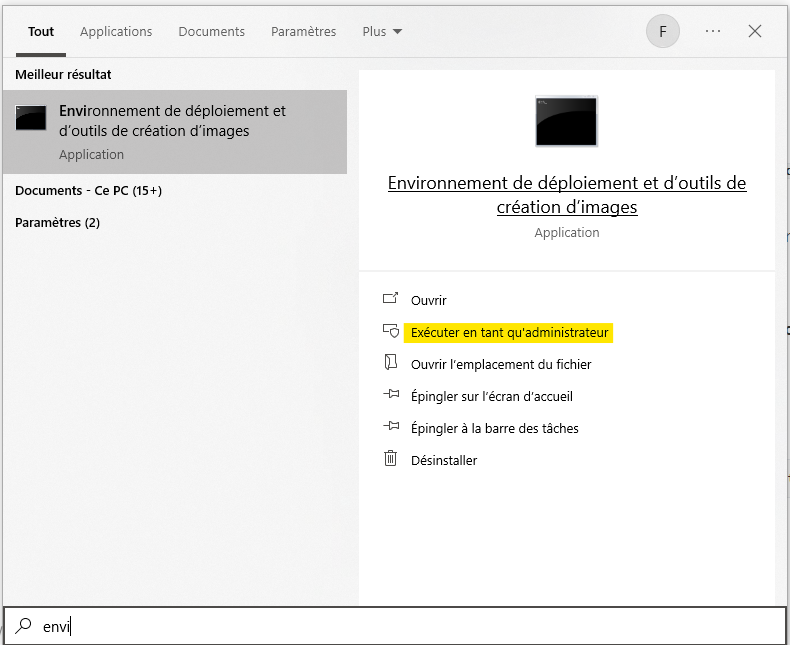 Tout Applications Documents Paramètres Plus F ...
Meilleur résultat
Environnement de déploiement et
d’outils de création d’images
Application
Documents - Ce PC (15+)
Paramètres (2)
Environnement de déploiement et d’outils de
création d’images
Application
Ouvrir
Exécuter en tant qu'administrateur
Ouvrir l’emplacement du fichier
Épingler sur l’écran d’accueil
Épingler à la barre des tâches
Désinstaller
envi